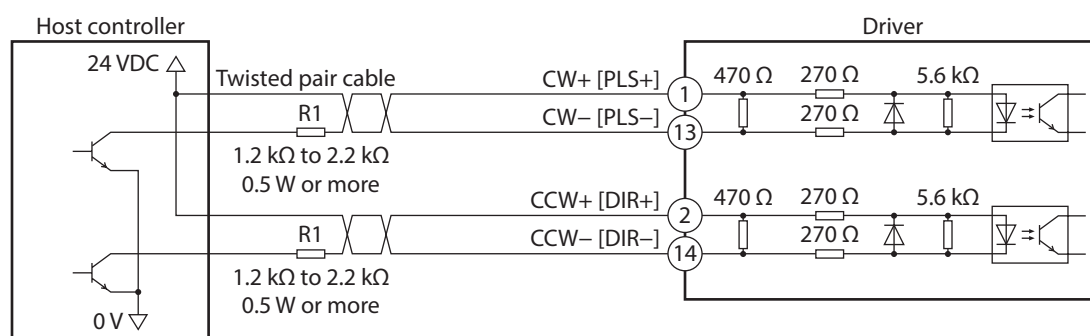 Host controller
Driver
24 VDC
Twisted pair cable
CW+ [PLS+]
1
470 Ω
270 Ω
5.6 kΩ
R1
CW− [PLS−]
13
270 Ω
1.2 kΩ to 2.2 kΩ
0.5 W or more
CCW+ [DIR+]
2
470 Ω
270 Ω
5.6 kΩ
R1
CCW− [DIR−]
14
270 Ω
1.2 kΩ to 2.2 kΩ
0.5 W or more
0 V